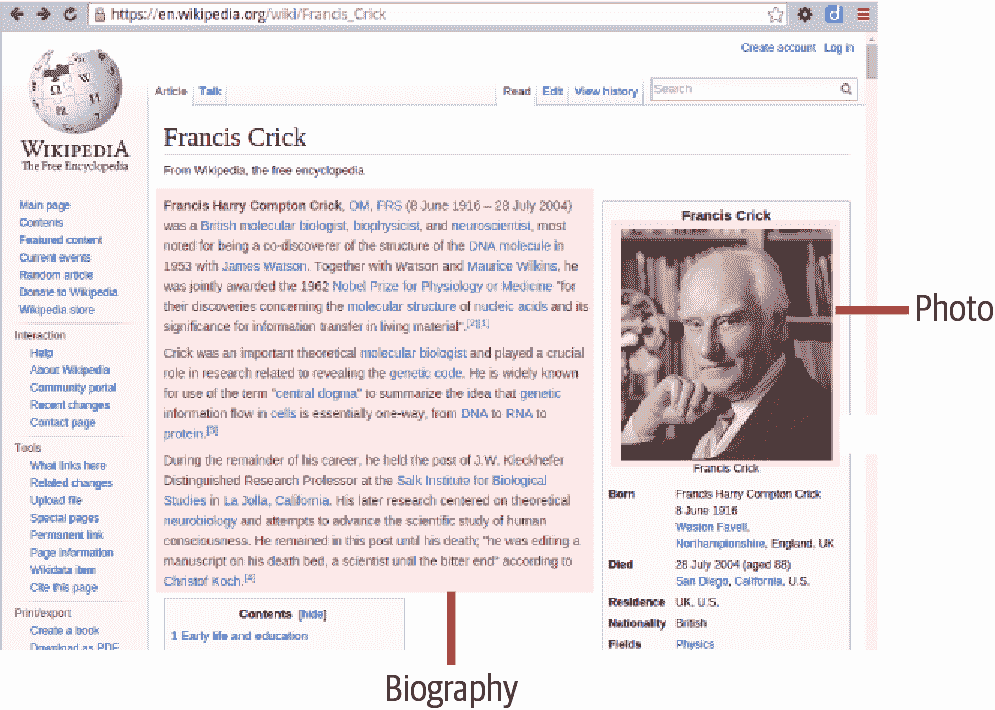 https://en.wikipedia.org/wiki/Francis_Crick
Create account Log in
Article Talk Read Edit View history Search
WIKIPEDIA
The Free Encyclopedia
Francis Crick
From Wikipedia, the free encyclopedia
Main page
Contents
Featured content
Current events
Random article
Donate to Wikipedia
Wikipedia store
Interaction
Help
About Wikipedia
Community portal
Recent changes
Contact page
Tools
What links here
Related changes
Upload file
Special pages
Permanent link
Page information
Wikidata item
Cite this page
Print/export
Create a book
Download as PDF
Francis Harry Compton Crick, OM, FRS (8 June 1916 – 28 July 2004)
was a British molecular biologist, biophysicist, and neuroscientist, most
noted for being a co-discoverer of the structure of the DNA molecule in
1953 with James Watson. Together with Watson and Maurice Wilkins, he
was jointly awarded the 1962 Nobel Prize for Physiology or Medicine "for
their discoveries concerning the molecular structure of nucleic acids and its
significance for information transfer in living material".[2][1]
Crick was an important theoretical molecular biologist and played a crucial
role in research related to revealing the genetic code. He is widely known
for use of the term "central dogma" to summarize the idea that genetic
information flow in cells is essentially one-way, from DNA to RNA to
protein.[3]
During the remainder of his career, he held the post of J.W. Kieckhefer
Distinguished Research Professor at the Salk Institute for Biological
Studies in La Jolla, California. His later research centered on theoretical
neurobiology and attempts to advance the scientific study of human
consciousness. He remained in this post until his death; "he was editing a
manuscript on his death bed, a scientist until the bitter end" according to
Christof Koch.[4]
Contents [hide]
1 Early life and education
Francis Crick
Francis Crick
Born Francis Harry Compton Crick
8 June 1916
Weston Favell,
Northamptonshire, England, UK
Died 28 July 2004 (aged 88)
San Diego, California, U.S.
Residence UK, U.S.
Nationality British
Fields Physics
Photo
Biography